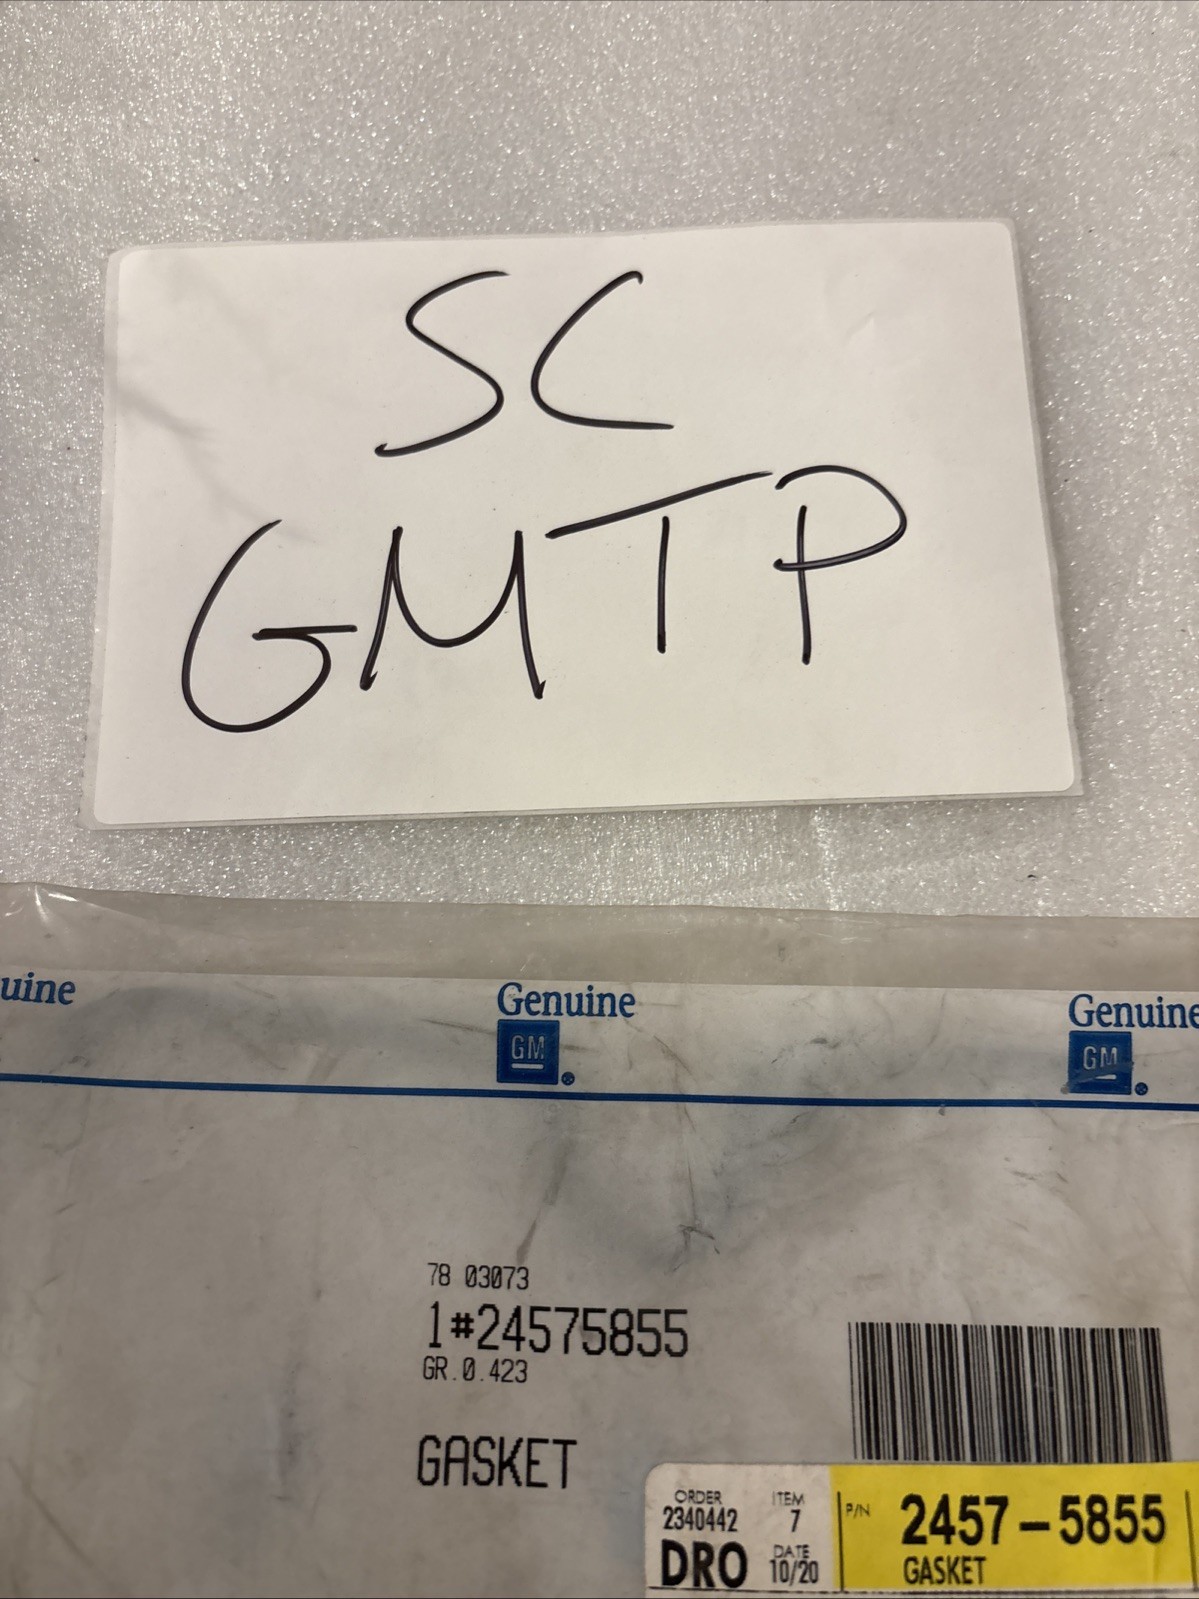 SC
GMTP
uine
Genuine
GM
®
Genuine
GM
®
78 03073
1#24575855
GR.0.423
GASKET
ORDER
2340442
ITEM
7
DRO
DATE
10/20
P/N
2457-5855
GASKET